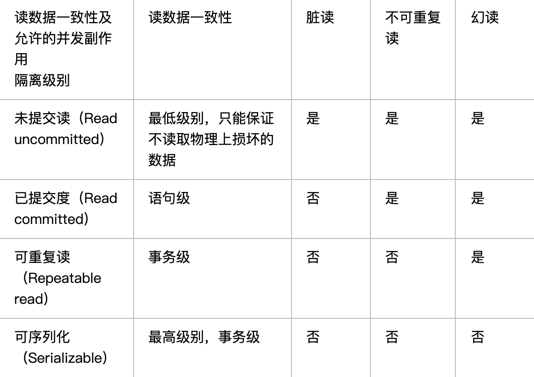 读数据一致性及
允许的并发副作
用
隔离级别
读数据一致性
脏读
不可重复
读
幻读
未提交读（Read
uncommitted）
最低级别，只能保证
不读取物理上损坏的
数据
是
是
是
已提交度（Read
committed）
语句级
否
是
是
可重复读
（Repeatable
read）
事务级
否
否
是
可序列化
（Serializable）
最高级别，事务级
否
否
否